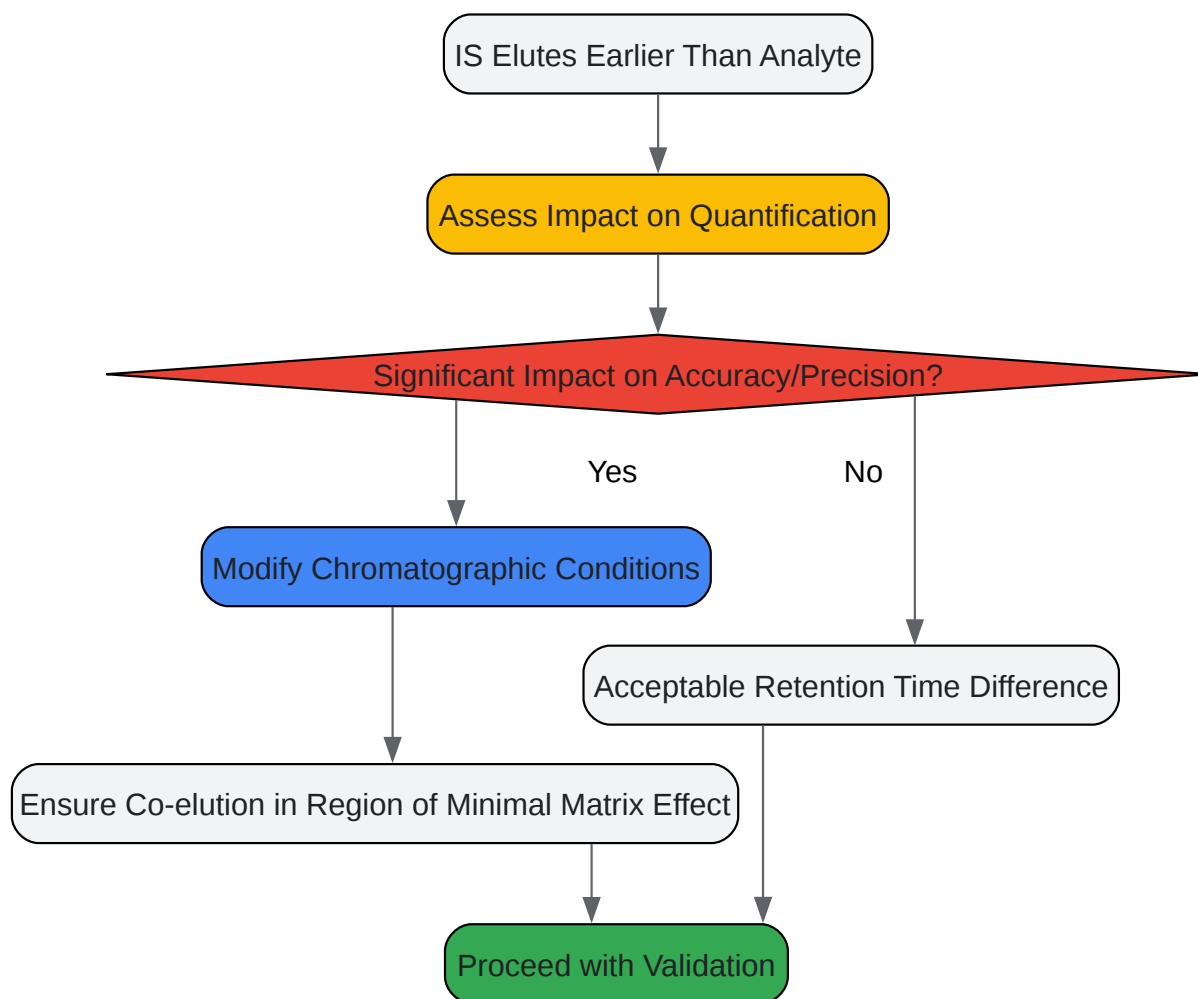 IS Elutes Earlier Than Analyte
Assess Impact on Quantification
Significant Impact on Accuracy/Precision?
Yes
No
Modify Chromatographic Conditions
Acceptable Retention Time Difference
Ensure Co-elution in Region of Minimal Matrix Effect
Proceed with Validation